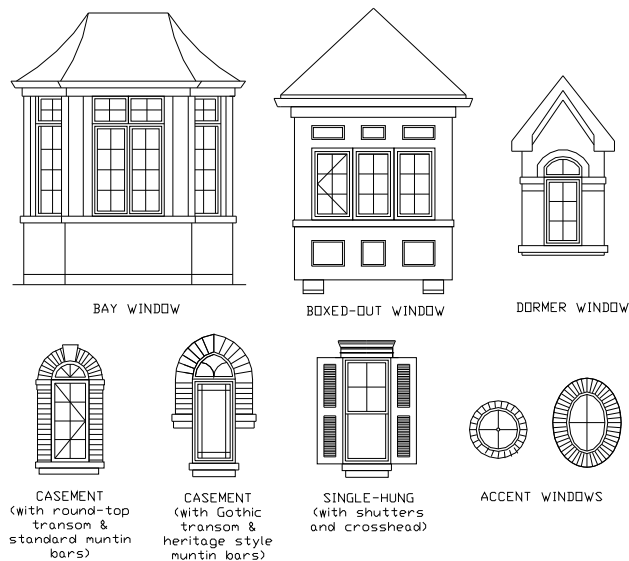 BAY WINDOW
BOXED-OUT WINDOW
DORMER WINDOW
CASEMENT
(with round-top
transom &
standard muntin
bars)
CASEMENT
(with Gothic
transom &
heritage style
muntin bars)
SINGLE-HUNG
(with shutters
and crosshead)
ACCENT WINDOWS